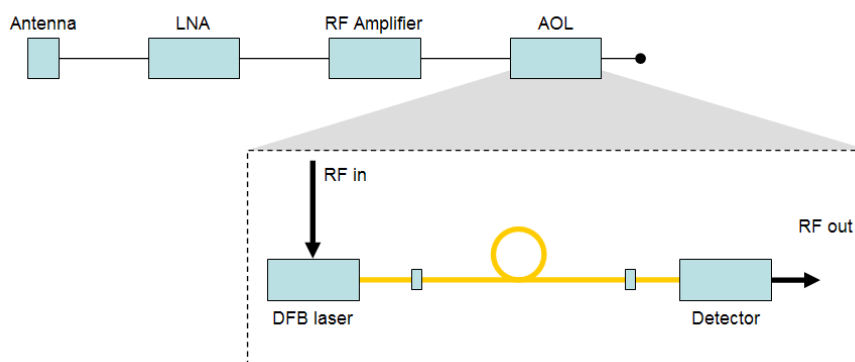 Antenna
LNA
RF Amplifier
AOL
RF in
RF out
DFB laser
Detector